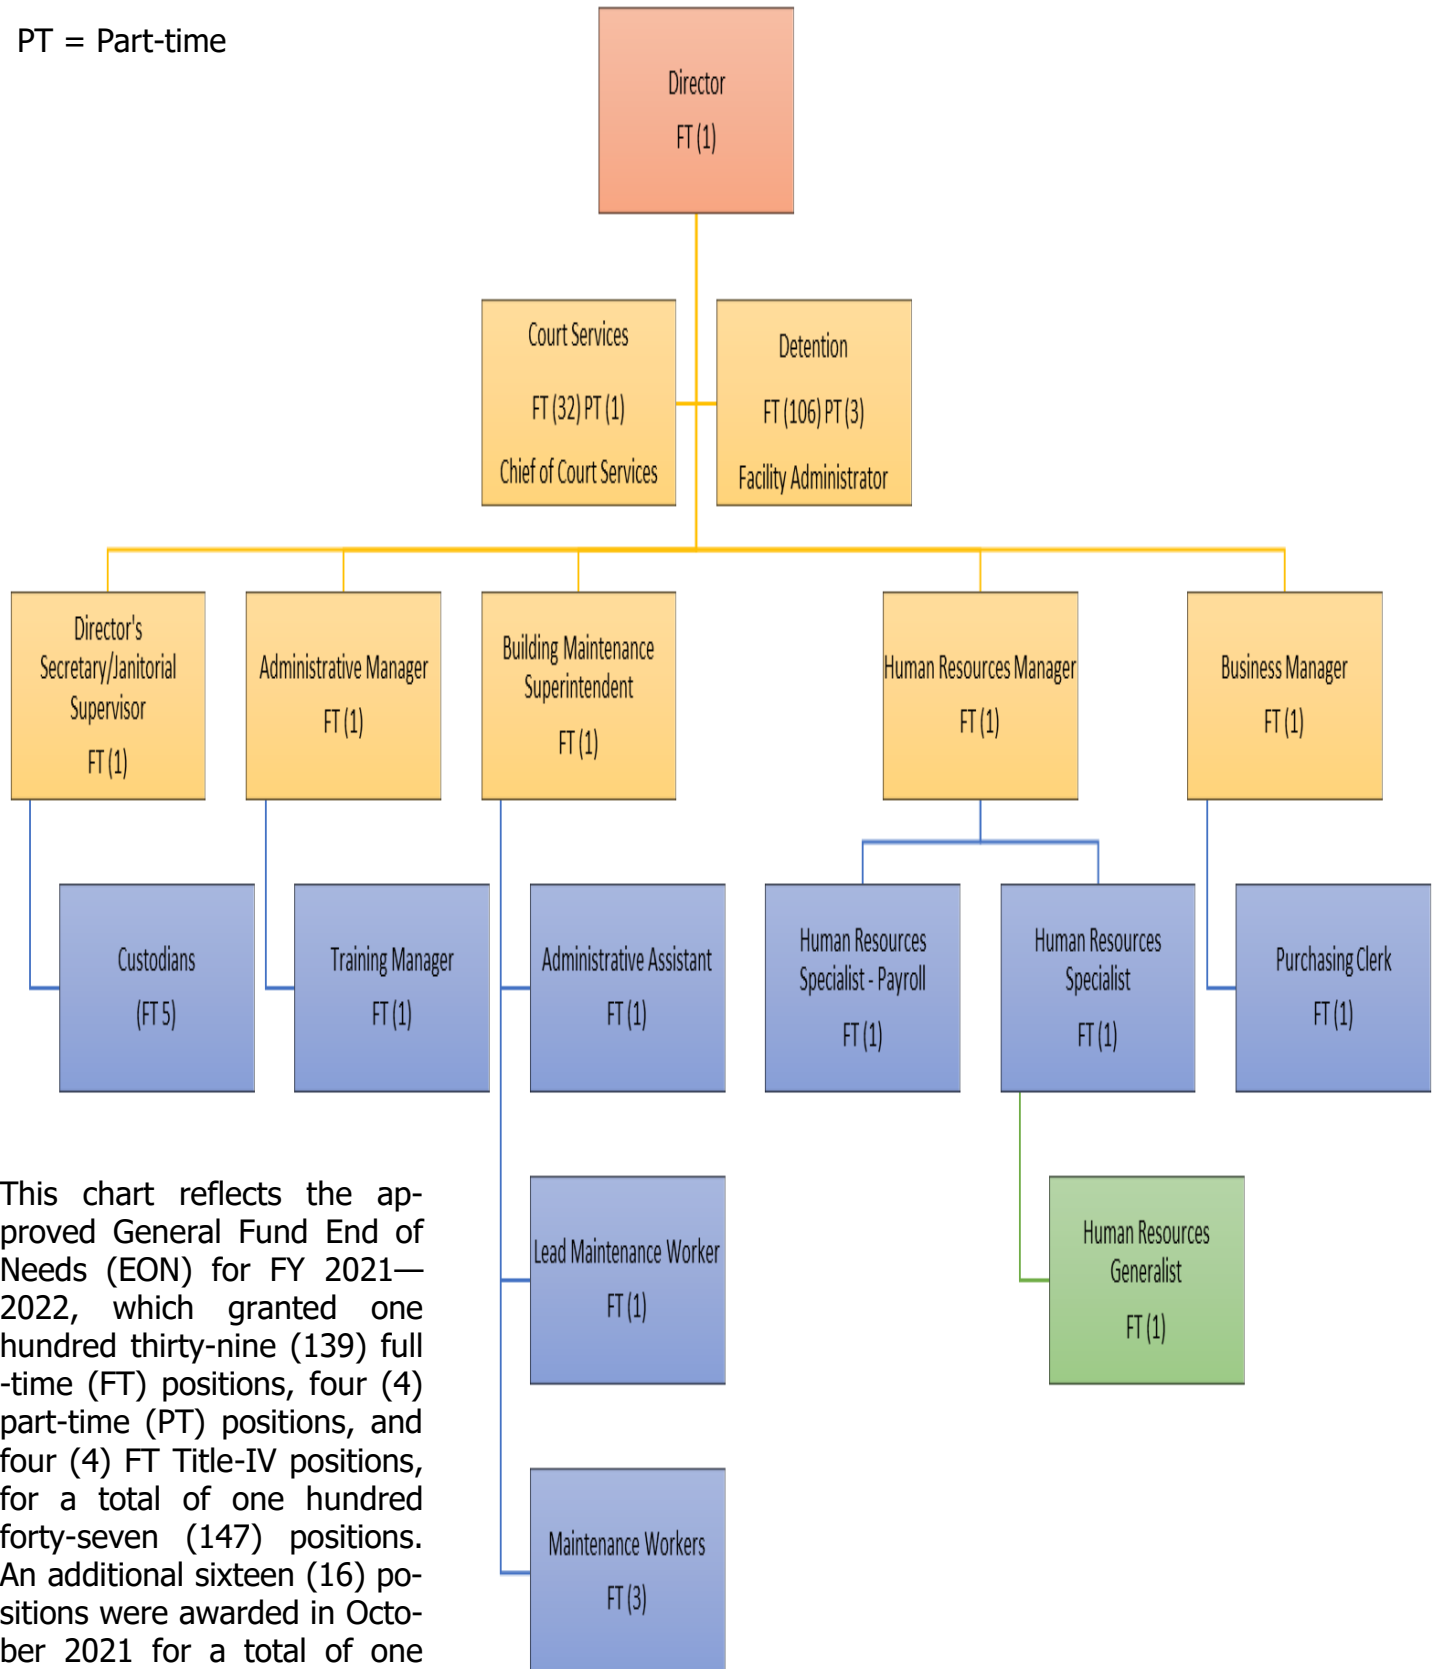 PT = Part-time
Director
FT (1)
Court Services
FT (32) PT (1)
Chief of Court Services
Detention
FT (106) PT (3)
Facility Administrator
Director's
Secretary/Janitorial
Supervisor
FT (1)
Administrative Manager
FT (1)
Building Maintenance
Superintendent
FT (1)
Human Resources Manager
FT (1)
Business Manager
FT (1)
Custodians
(FT 5)
Training Manager
FT (1)
Administrative Assistant
FT (1)
Human Resources
Specialist - Payroll
FT (1)
Human Resources
Specialist
FT (1)
Purchasing Clerk
FT (1)
Lead Maintenance Worker
FT (1)
Human Resources
Generalist
FT (1)
Maintenance Workers
FT (3)
This chart reflects the ap-
proved General Fund End of
Needs (EON) for FY 2021—
2022, which granted one
hundred thirty-nine (139) full
-time (FT) positions, four (4)
part-time (PT) positions, and
four (4) FT Title-IV positions,
for a total of one hundred
forty-seven (147) positions.
An additional sixteen (16) po-
sitions were awarded in Octo-
ber 2021 for a total of one